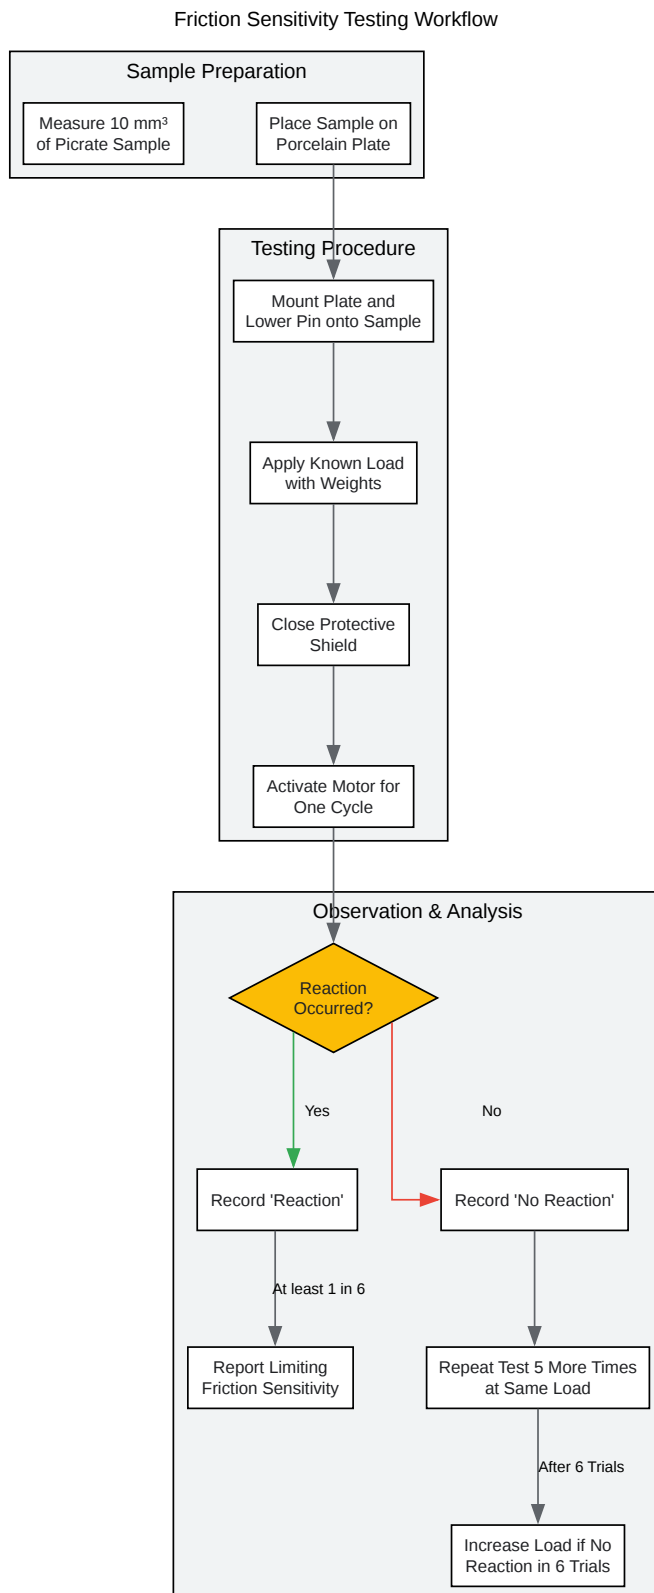 Friction Sensitivity Testing Workflow
Sample Preparation
Measure 10 mm³
of Picrate Sample
Place Sample on
Porcelain Plate
Testing Procedure
Mount Plate and
Lower Pin onto Sample
Apply Known Load
with Weights
Close Protective
Shield
Activate Motor for
One Cycle
Observation & Analysis
Reaction
Occurred?
Yes
No
Record 'Reaction'
Record 'No Reaction'
At least 1 in 6
Report Limiting
Friction Sensitivity
Repeat Test 5 More Times
at Same Load
After 6 Trials
Increase Load if No
Reaction in 6 Trials